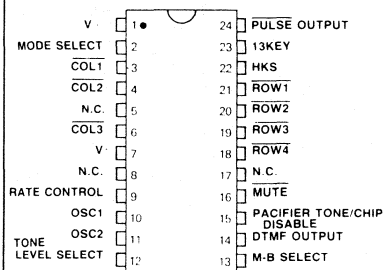 V 1 24 PULSE OUTPUT
MODE SELECT 2 23 13KEY
COL1 3 22 HKS
COL2 4 21 ROW1
N.C. 5 20 ROW2
COL3 6 19 ROW3
V 7 18 ROW4
N.C. 8 17 N.C.
RATE CONTROL 9 16 MUTE
OSC1 10 15 PACIFIER TONE/CHIP
DISABLE
OSC2 11 14 DTMF OUTPUT
TONE
LEVEL SELECT 12 13 M-B SELECT